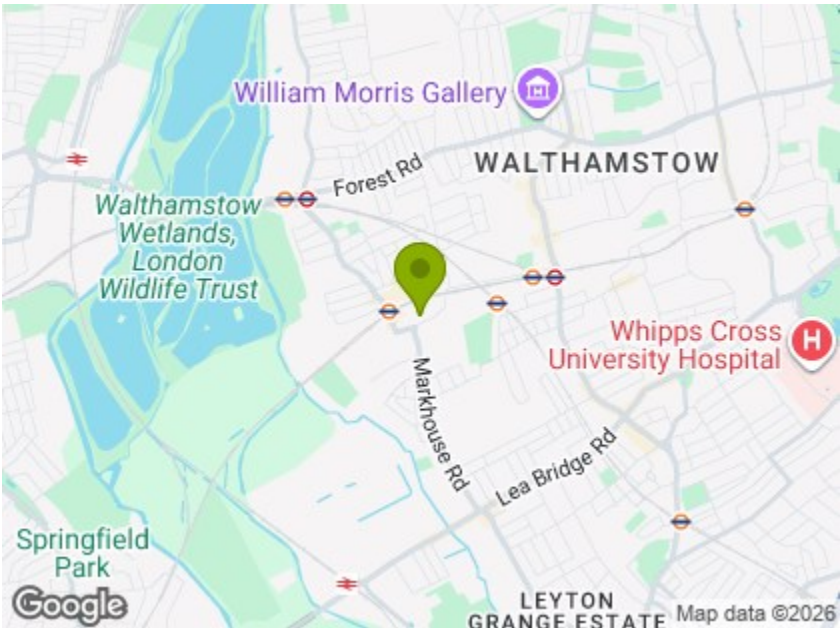 William Morris Gallery
Forest Rd
WALTHAMSTOW
Walthamstow
Wetlands,
London
Wildlife Trust
Whipps Cross
University Hospital
H
Markhouse Rd
Lea Bridge Rd
Springfield
Park
LEYTON
GRANGE ESTATE
Google
Map data ©2026